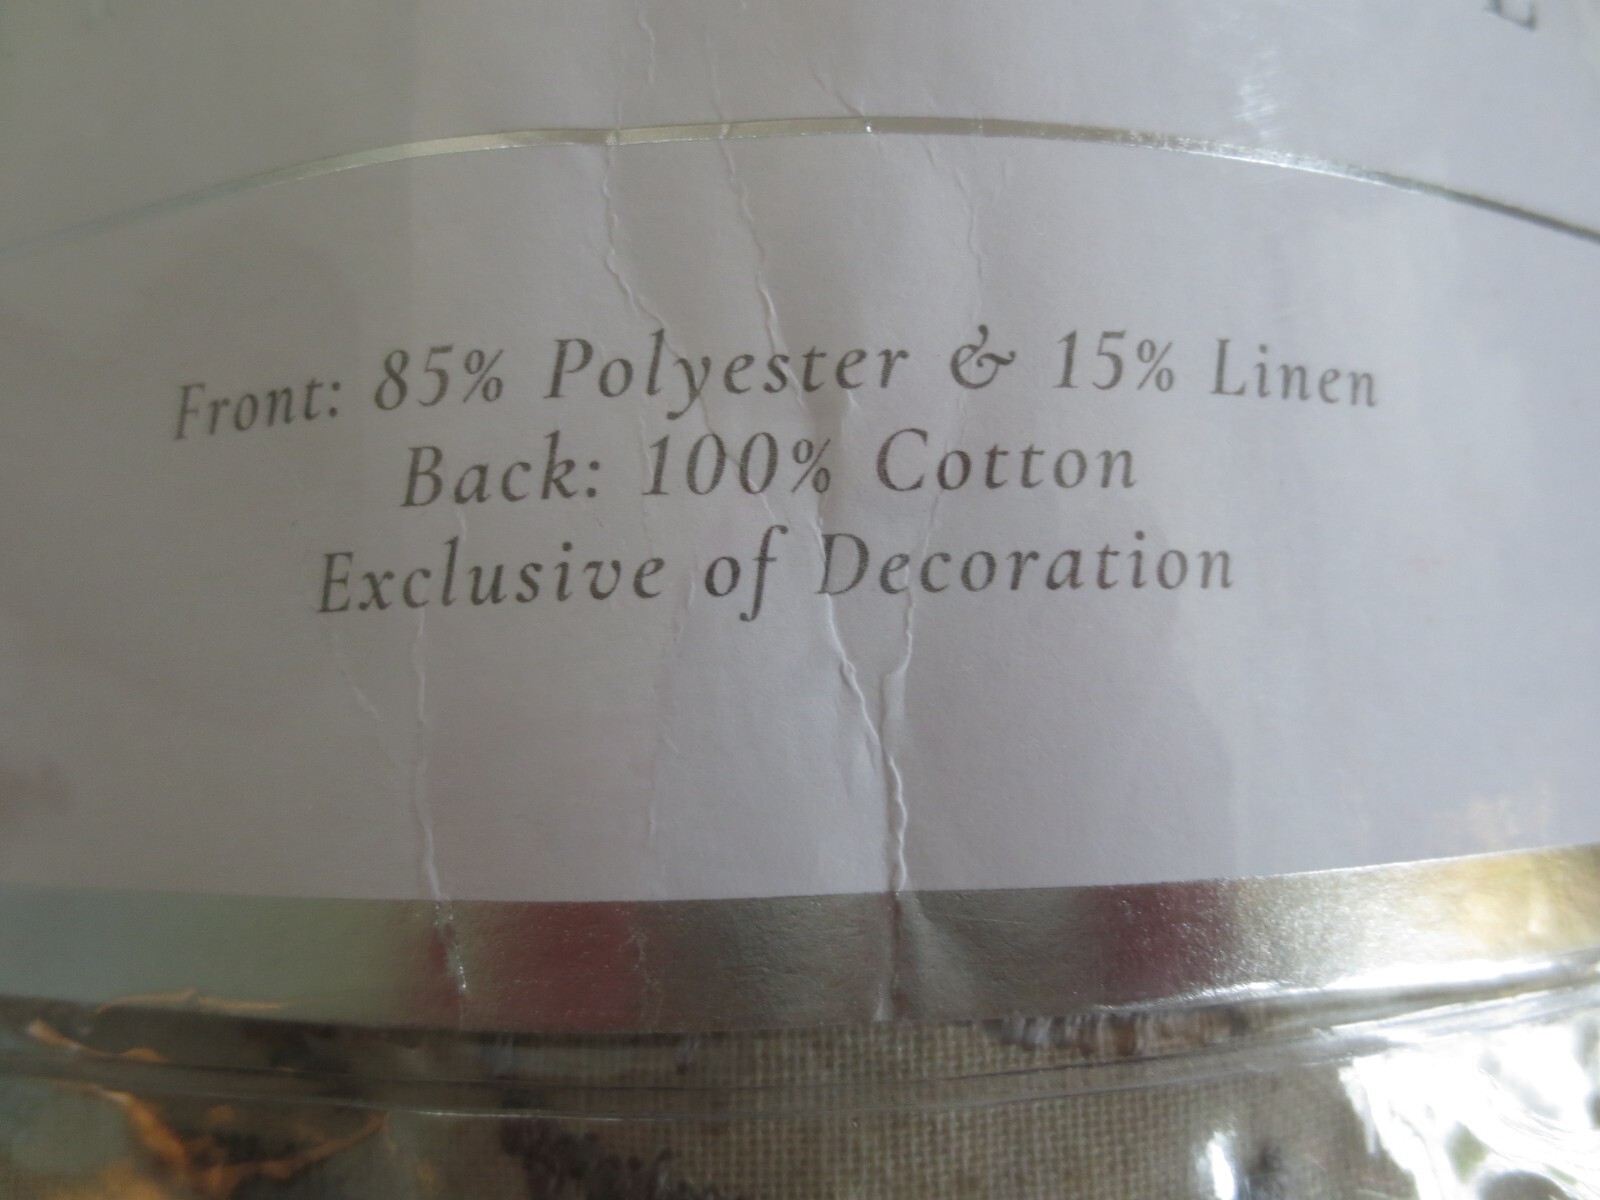 Front: 85% Polyester & 15% Linen
Back: 100% Cotton
Exclusive of Decoration